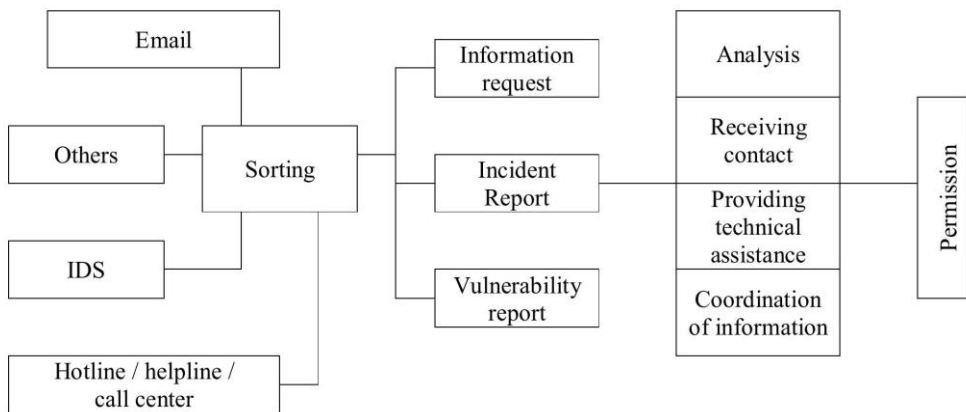 Email
Others
IDS
Hotline / helpline /
call center
Sorting
Information
request
Incident
Report
Vulnerability
report
Analysis
Receiving
contact
Providing
technical
assistance
Coordination
of information
Permission